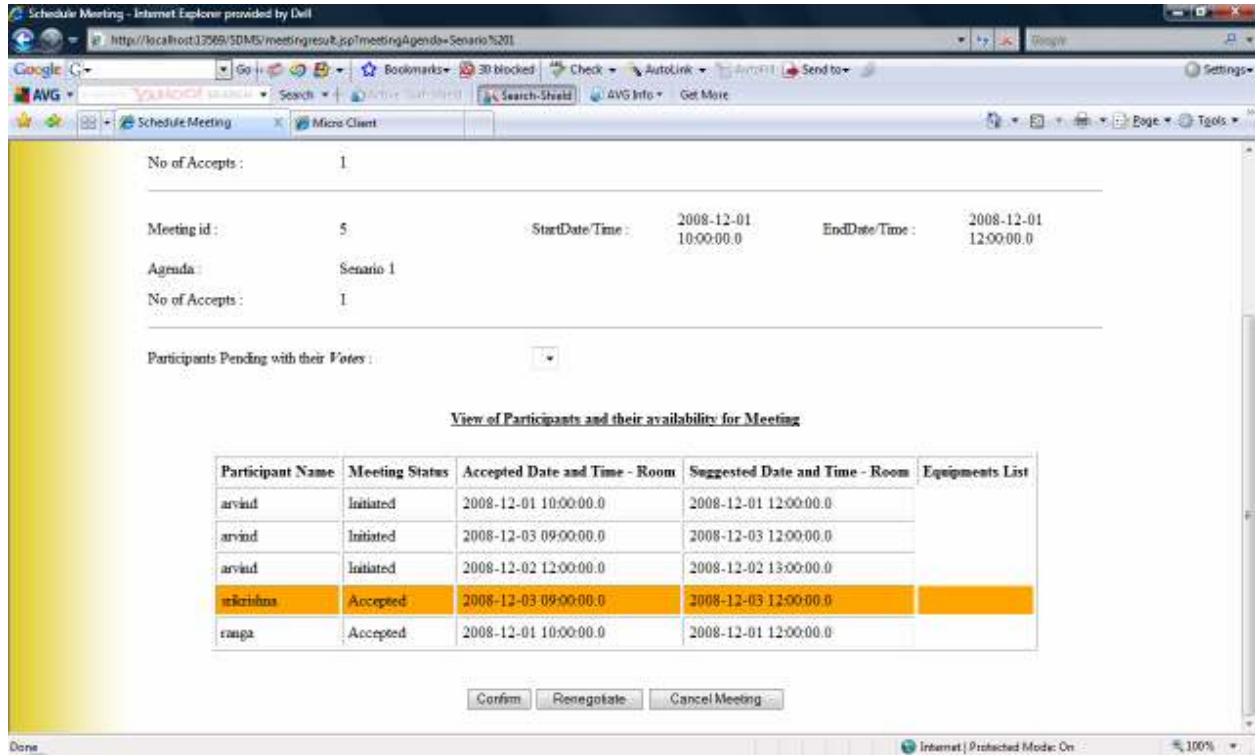 Schedule Meeting - Internet Explorer provided by Dell
http://localhost:13569/SDMS/meetingresult.jsp?meetingAgenda=Senario%201
Google G Go Bookmarks 30 blocked Check AutoLink AutoFill Send to Settings
AVG YAHOO! SEARCH Search Search-Shield AVG Info Get More
Schedule Meeting X Micro Client Page Tools
No of Accepts : 1
Meeting id : 5 StartDate/Time : 2008-12-01 10:00:00.0 EndDate/Time : 2008-12-01 12:00:00.0
Agenda : Senario 1
No of Accepts : 1
Participants Pending with their Votes :
View of Participants and their availability for Meeting
Participant Name Meeting Status Accepted Date and Time - Room Suggested Date and Time - Room Equipments List
arvind Initiated 2008-12-01 10:00:00.0 2008-12-01 12:00:00.0
arvind Initiated 2008-12-03 09:00:00.0 2008-12-03 12:00:00.0
arvind Initiated 2008-12-02 12:00:00.0 2008-12-02 13:00:00.0
srikrishna Accepted 2008-12-03 09:00:00.0 2008-12-03 12:00:00.0
ranga Accepted 2008-12-01 10:00:00.0 2008-12-01 12:00:00.0
Confirm Renegotiate Cancel Meeting
Done Internet | Protected Mode: On 100%